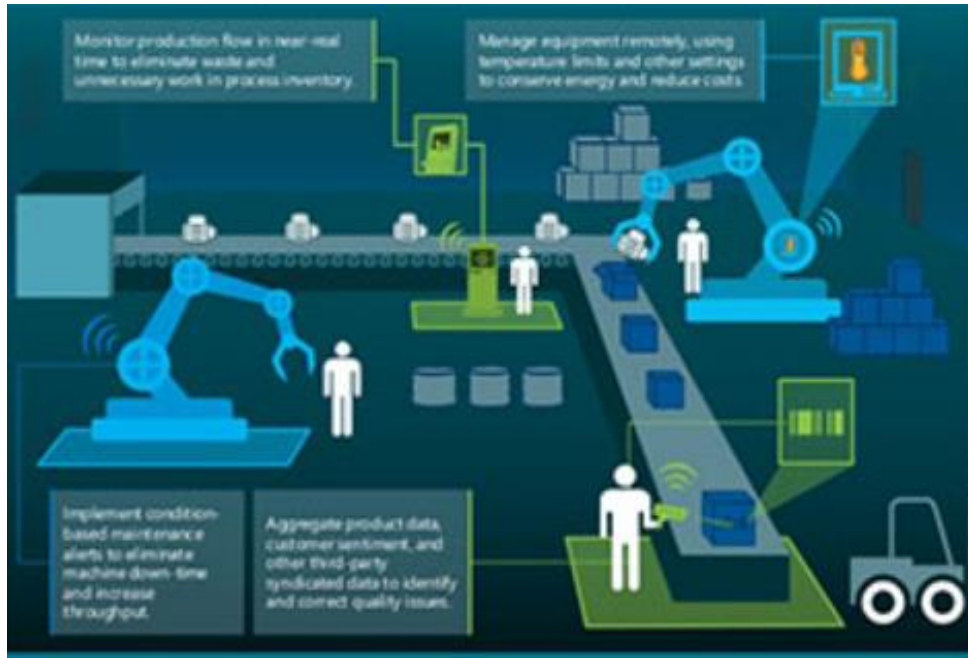 Monitor production flow in near-real
time to eliminate waste and
unnecessary work in process inventory.
Manage equipment remotely, using
temperature limits and other settings
to conserve energy and reduce costs.
Implement condition-
based maintenance
alerts to eliminate
machine down-time
and increase
throughput.
Aggregate product data,
customer sentiment, and
other third-party
syndicated data to identify
and correct quality issues.